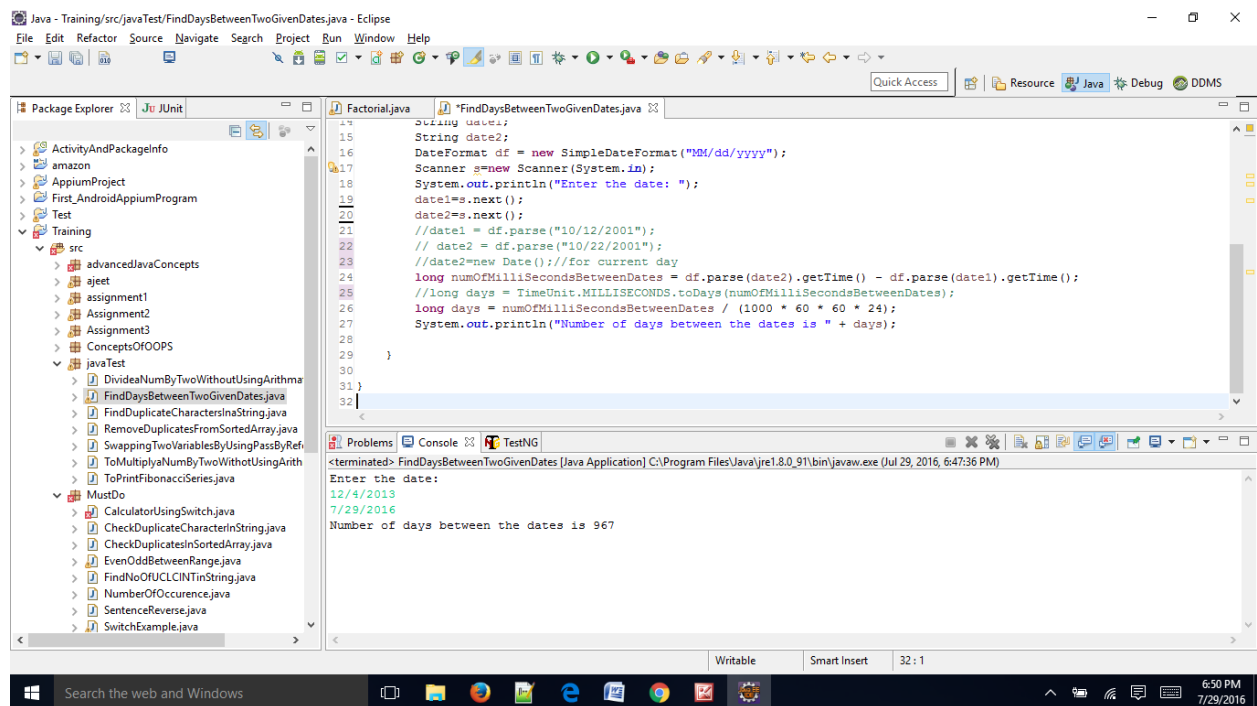 Java - Training/src/javaTest/FindDaysBetweenTwoGivenDates.java - Eclipse
File Edit Refactor Source Navigate Search Project Run Window Help
Quick Access Resource Java Debug DDMS
Package Explorer JUnit
ActivityAndPackageInfo
amazon
AppiumProject
First_AndroidAppiumProgram
Test
Training
src
advancedJavaConcepts
ajeet
assignment1
Assignment2
Assignment3
ConceptsOfOOPS
javaTest
DivideaNumByTwoWithoutUsingArithma
FindDaysBetweenTwoGivenDates.java
FindDuplicateCharactersInaString.java
RemoveDuplicatesFromSortedArray.java
SwappingTwoVariablesByUsingPassByRefe
ToMultiplyaNumByTwoWithotUsingArith
ToPrintFibonacciSeries.java
MustDo
CalculatorUsingSwitch.java
CheckDuplicateCharacterInString.java
CheckDuplicatesInSortedArray.java
EvenOddBetweenRange.java
FindNoOfUCLCINTinString.java
NumberOfOccurence.java
SentenceReverse.java
SwitchExample.java
Factorial.java *FindDaysBetweenTwoGivenDates.java
14 String date1;
15 String date2;
16 DateFormat df = new SimpleDateFormat("MM/dd/yyyy");
17 Scanner s=new Scanner(System.in);
18 System.out.println("Enter the date: ");
19 date1=s.next();
20 date2=s.next();
21 //date1 = df.parse("10/12/2001");
22 // date2 = df.parse("10/22/2001");
23 //date2=new Date();//for current day
24 long numOfMilliSecondsBetweenDates = df.parse(date2).getTime() - df.parse(date1).getTime();
25 //long days = TimeUnit.MILLISECONDS.toDays(numOfMilliSecondsBetweenDates);
26 long days = numOfMilliSecondsBetweenDates / (1000 * 60 * 60 * 24);
27 System.out.println("Number of days between the dates is " + days);
28
29 }
30
31 }
32
Problems Console TestNG
<terminated> FindDaysBetweenTwoGivenDates [Java Application] C:\Program Files\Java\jre1.8.0_91\bin\javaw.exe (Jul 29, 2016, 6:47:36 PM)
Enter the date:
12/4/2013
7/29/2016
Number of days between the dates is 967
Writable Smart Insert 32 : 1
Search the web and Windows
6:50 PM
7/29/2016